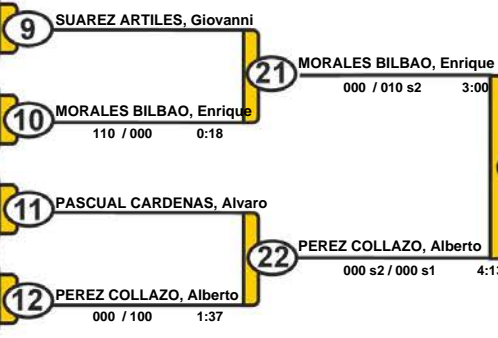 9 SUAREZ ARTILES, Giovanni
21 MORALES BILBAO, Enrique
000 / 010 s2 3:00
10 MORALES BILBAO, Enrique
110 / 000 0:18
11 PASCUAL CARDENAS, Alvaro
22 PEREZ COLLAZO, Alberto
000 s2 / 000 s1
12 PEREZ COLLAZO, Alberto
000 / 100 1:37